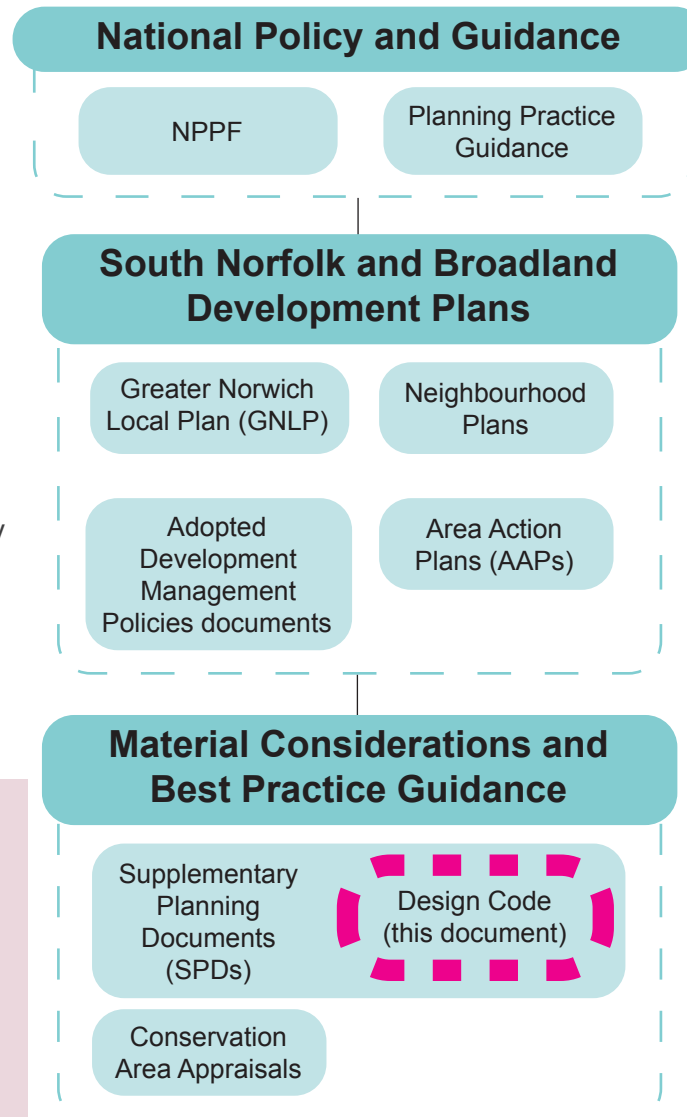 National Policy and Guidance
NPPF
Planning Practice
Guidance
South Norfolk and Broadland
Development Plans
Greater Norwich
Local Plan (GNLP)
Neighbourhood
Plans
Adopted
Development
Management
Policies documents
Area Action
Plans (AAPs)
Material Considerations and
Best Practice Guidance
Supplementary
Planning
Documents
(SPDs)
Design Code
(this document)
Conservation
Area Appraisals